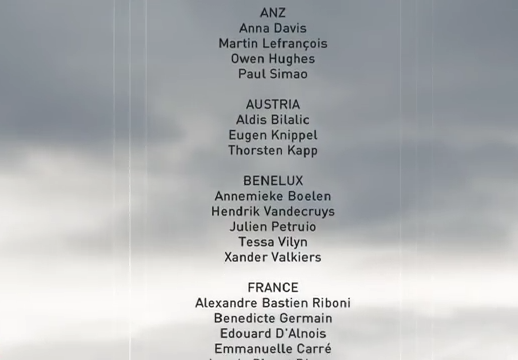 ANZ
Anna Davis
Martin Lefrançois
Owen Hughes
Paul Simao
AUSTRIA
Aldis Bilalic
Eugen Knippel
Thorsten Kapp
BENELUX
Annemieke Boelen
Hendrik Vandecruys
Julien Petruio
Tessa Vilyn
Xander Valkiers
FRANCE
Alexandre Bastien Riboni
Benedicte Germain
Edouard D'Alnois
Emmanuelle Carré